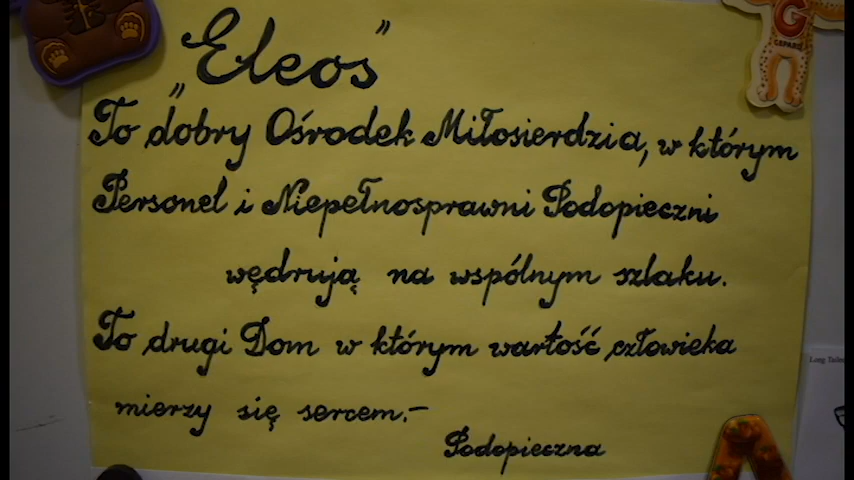 „Eleos”
To dobry Ośrodek Miłosierdzia, w którym
Personel i Niepełnosprawni Podopieczni
wędrują na wspólnym szlaku.
To drugi Dom w którym wartość człowieka
mierzy się sercem.–
Podopieczna
G
GEPARD